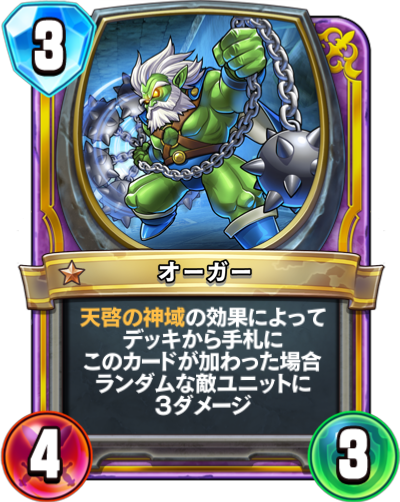 3
オーガー
天啓の神域の効果によって
デッキから手札に
このカードが加わった場合
ランダムな敵ユニットに
3ダメージ
4
3